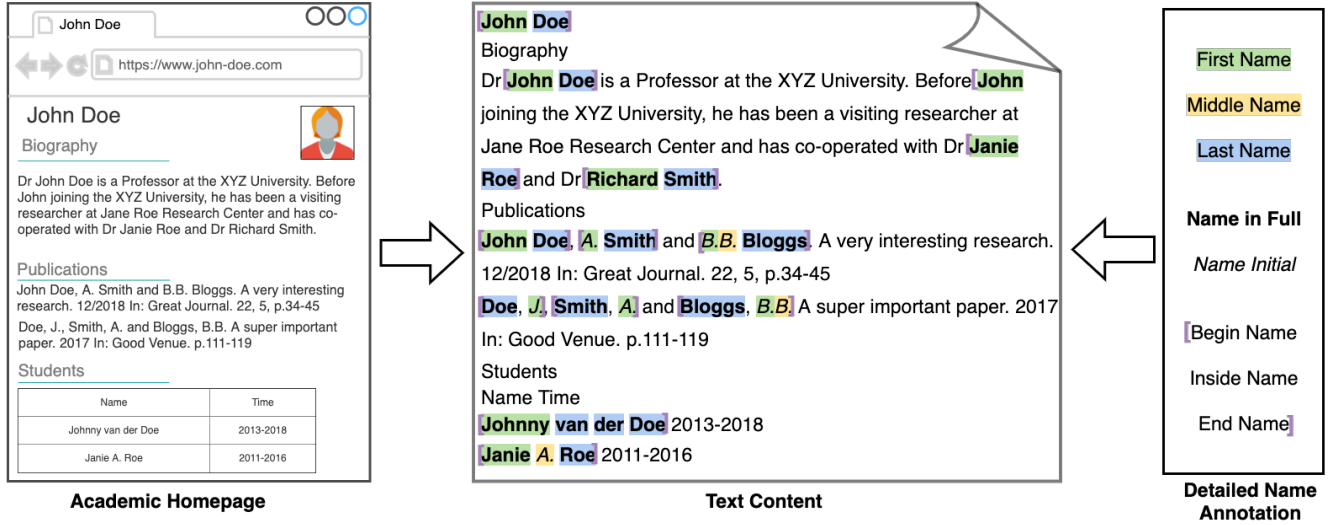 John Doe
https://www.john-doe.com
John Doe
Biography
Dr John Doe is a Professor at the XYZ University. Before
John joining the XYZ University, he has been a visiting
researcher at Jane Roe Research Center and has co-
operated with Dr Janie Roe and Dr Richard Smith.
Publications
John Doe, A. Smith and B.B. Bloggs. A very interesting
research. 12/2018 In: Great Journal. 22, 5, p.34-45
Doe, J., Smith, A. and Bloggs, B.B. A super important
paper. 2017 In: Good Venue. p.111-119
Students
Name Time
Johnny van der Doe 2013-2018
Janie A. Roe 2011-2016
Academic Homepage
[John Doe]
Biography
Dr [John Doe] is a Professor at the XYZ University. Before [John
joining the XYZ University, he has been a visiting researcher at
Jane Roe Research Center and has co-operated with Dr [Janie
Roe] and Dr [Richard Smith].
Publications
[John Doe], [A. Smith] and [B.B. Bloggs]. A very interesting research.
12/2018 In: Great Journal. 22, 5, p.34-45
[Doe, J.], [Smith, A.] and [Bloggs, B.B.] A super important paper. 2017
In: Good Venue. p.111-119
Students
Name Time
[Johnny van der Doe] 2013-2018
[Janie A. Roe] 2011-2016
Text Content
First Name
Middle Name
Last Name
Name in Full
Name Initial
[Begin Name
Inside Name
End Name]
Detailed Name
Annotation